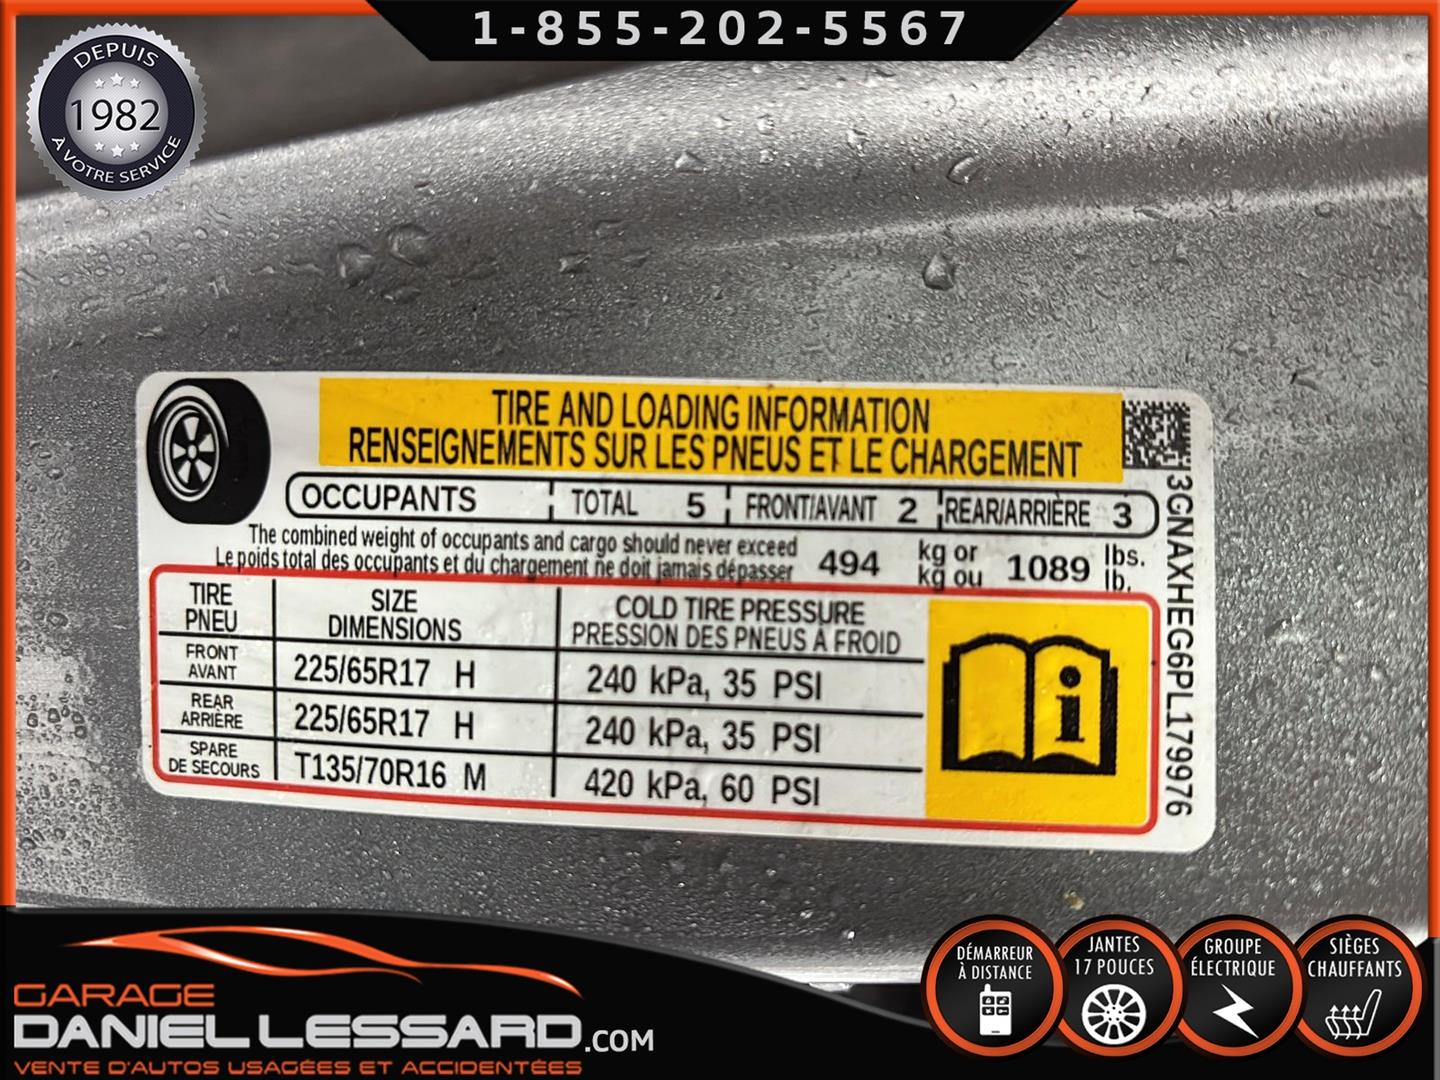 1-855-202-5567
DEPUIS
1982
À VOTRE SERVICE
TIRE AND LOADING INFORMATION
RENSEIGNEMENTS SUR LES PNEUS ET LE CHARGEMENT
OCCUPANTS TOTAL 5 FRONT/AVANT 2 REAR/ARRIÈRE 3
The combined weight of occupants and cargo should never exceed 494 kg or 1089 lbs.
Le poids total des occupants et du chargement ne doit jamais dépasser kg ou lb.
TIRE SIZE COLD TIRE PRESSURE
PNEU DIMENSIONS PRESSION DES PNEUS À FROID
FRONT
AVANT 225/65R17 H 240 kPa, 35 PSI
REAR
ARRIÈRE 225/65R17 H 240 kPa, 35 PSI
SPARE
DE SECOURS T135/70R16 M 420 kPa, 60 PSI
3GNAXHEG6PL179976
GARAGE
DANIEL LESSARD.COM
VENTE D'AUTOS USAGÉES ET ACCIDENTÉES
DÉMARREUR
À DISTANCE
JANTES
17 POUCES
GROUPE
ÉLECTRIQUE
SIÈGES
CHAUFFANTS